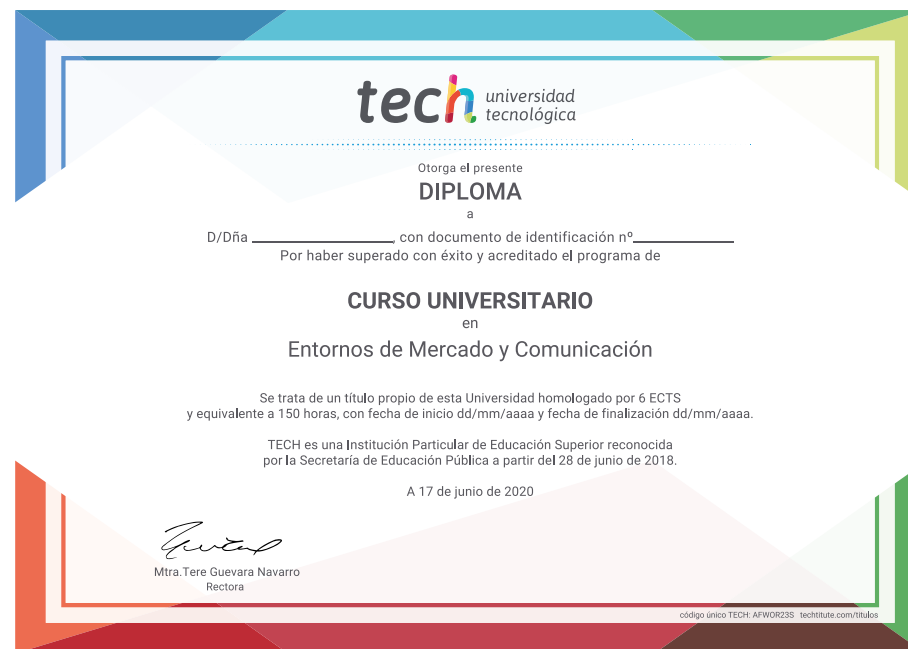 tech universidad
tecnológica
Otorga el presente
DIPLOMA
a
D/Dña ____________________, con documento de identificación nº______________
Por haber superado con éxito y acreditado el programa de
CURSO UNIVERSITARIO
en
Entornos de Mercado y Comunicación
Se trata de un título propio de esta Universidad homologado por 6 ECTS
y equivalente a 150 horas, con fecha de inicio dd/mm/aaaa y fecha de finalización dd/mm/aaaa.
TECH es una Institución Particular de Educación Superior reconocida
por la Secretaría de Educación Pública a partir del 28 de junio de 2018.
A 17 de junio de 2020
Mtra.Tere Guevara Navarro
Rectora
código único TECH: AFWOR23S techtitute.com/titulos